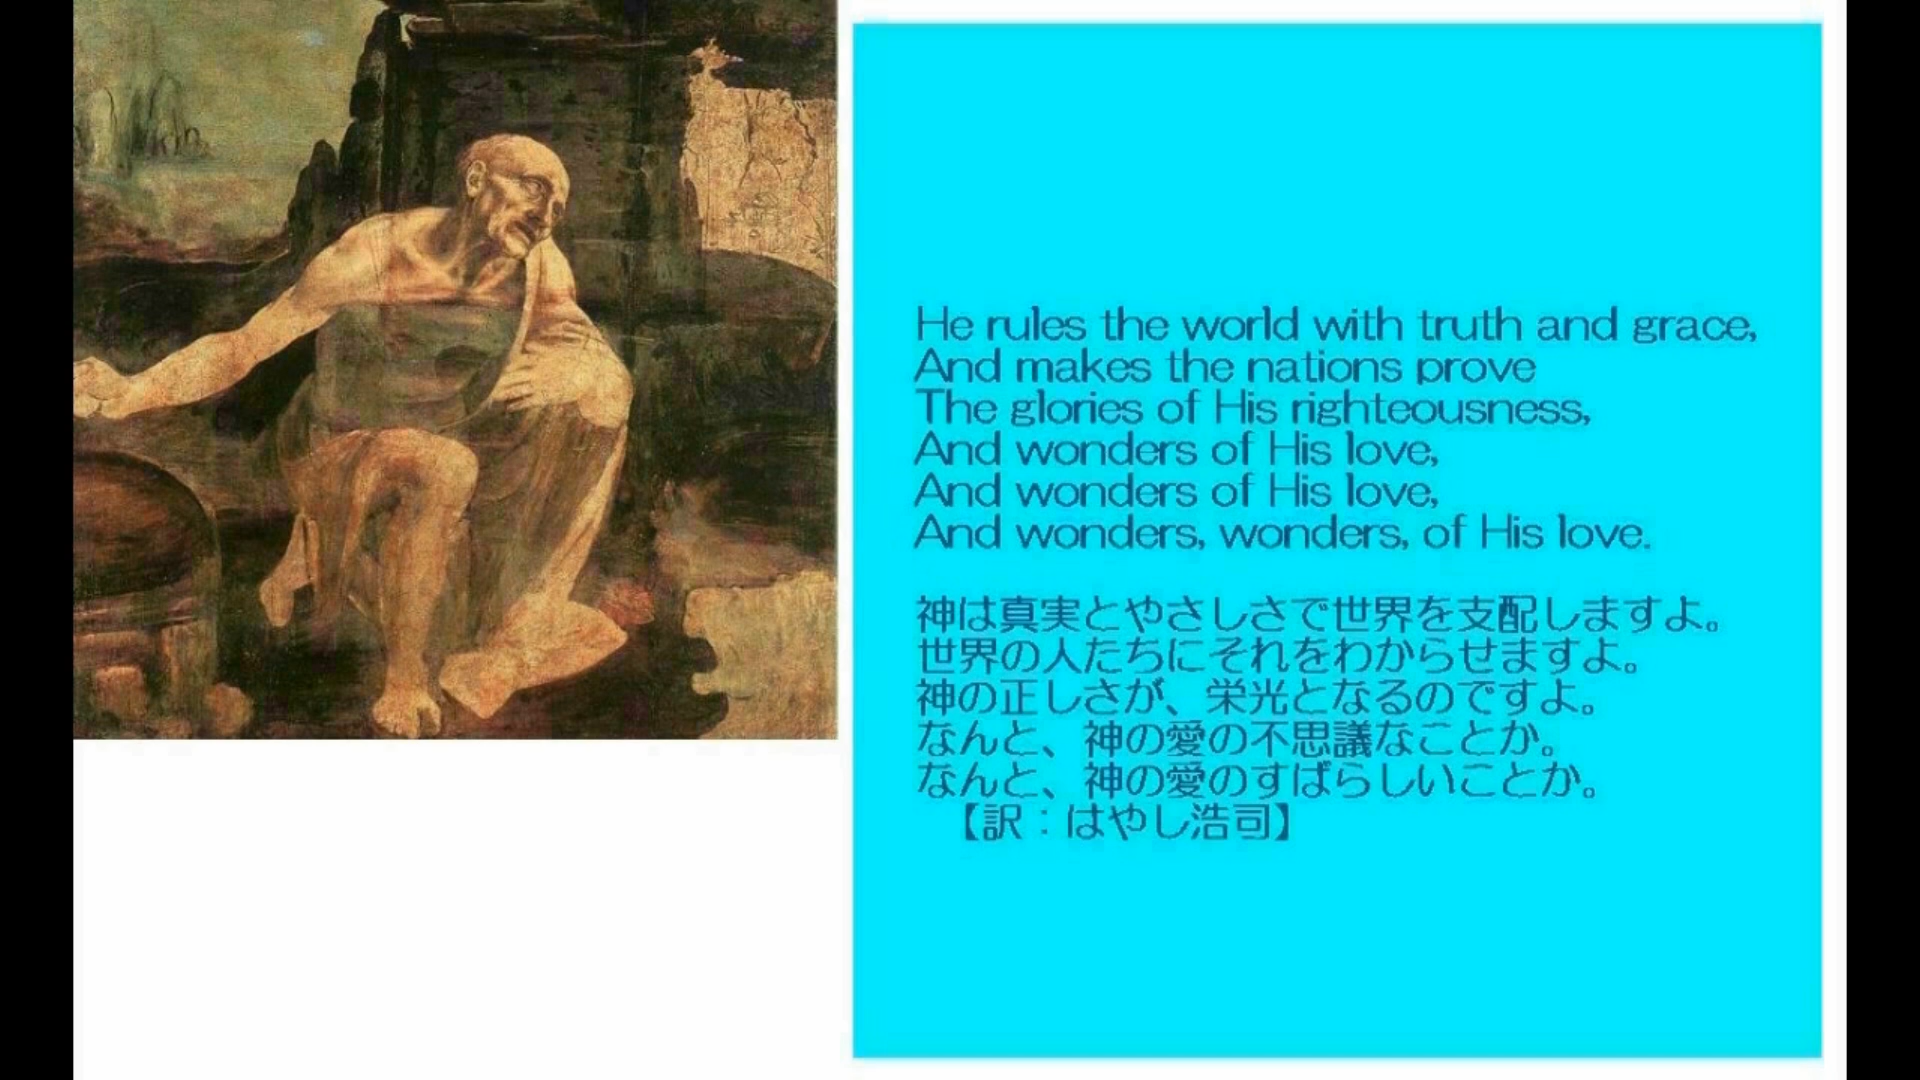 He rules the world with truth and grace,
And makes the nations prove
The glories of His righteousness,
And wonders of His love,
And wonders of His love,
And wonders, wonders, of His love.
神は真実とやさしさで世界を支配しますよ。
世界の人たちにそれをわからせますよ。
神の正しさが、栄光となるのですよ。
なんと、神の愛の不思議なことか。
なんと、神の愛のすばらしいことか。
【訳：はやし浩司】